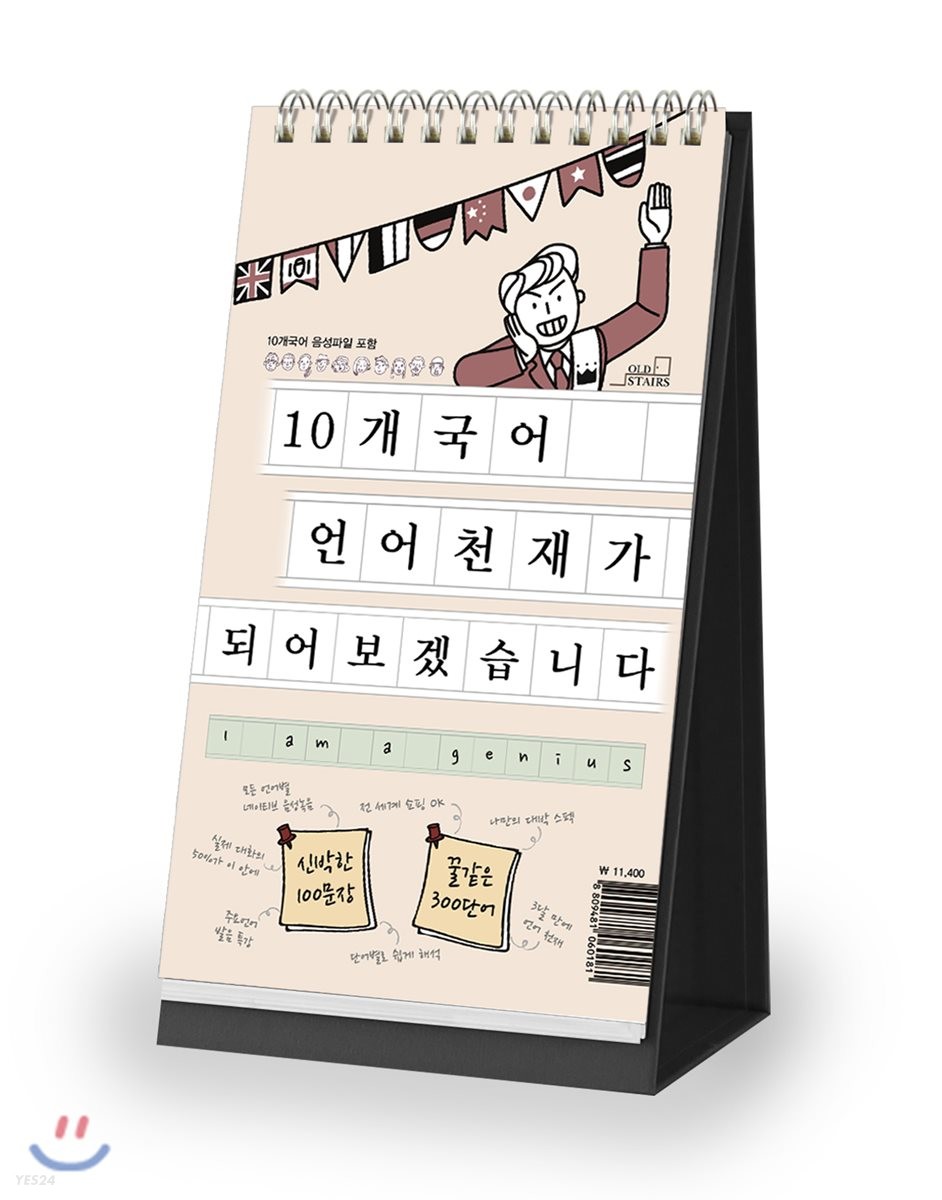 10개국어 음성파일 포함
OLD
STAIRS
10개국어
언어천재가
되어보겠습니다
I am a genius
모든 언어별
네이티브 음성녹음
전 세계 쇼핑 OK
나만의 대박 스펙
실제 대화의
50%가 이 안에
신박한
100문장
꿀같은
300단어
주요언어
발음 특강
단어별로 쉽게 해석
3달 만에
언어 천재
₩ 11,400
8 809481 060181
YES24